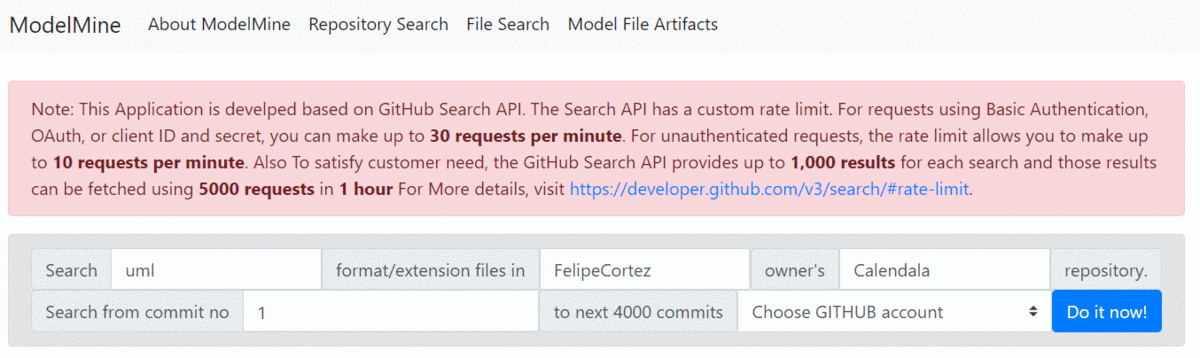 ModelMine About ModelMine Repository Search File Search Model File Artifacts
Note: This Application is develped based on GitHub Search API. The Search API has a custom rate limit. For requests using Basic Authentication,
OAuth, or client ID and secret, you can make up to 30 requests per minute. For unauthenticated requests, the rate limit allows you to make up
to 10 requests per minute. Also To satisfy customer need, the GitHub Search API provides up to 1,000 results for each search and those results
can be fetched using 5000 requests in 1 hour For More details, visit https://developer.github.com/v3/search/#rate-limit.
Search uml format/extension files in FelipeCortez owner's Calendala repository.
Search from commit no 1 to next 4000 commits Choose GITHUB account Do it now!